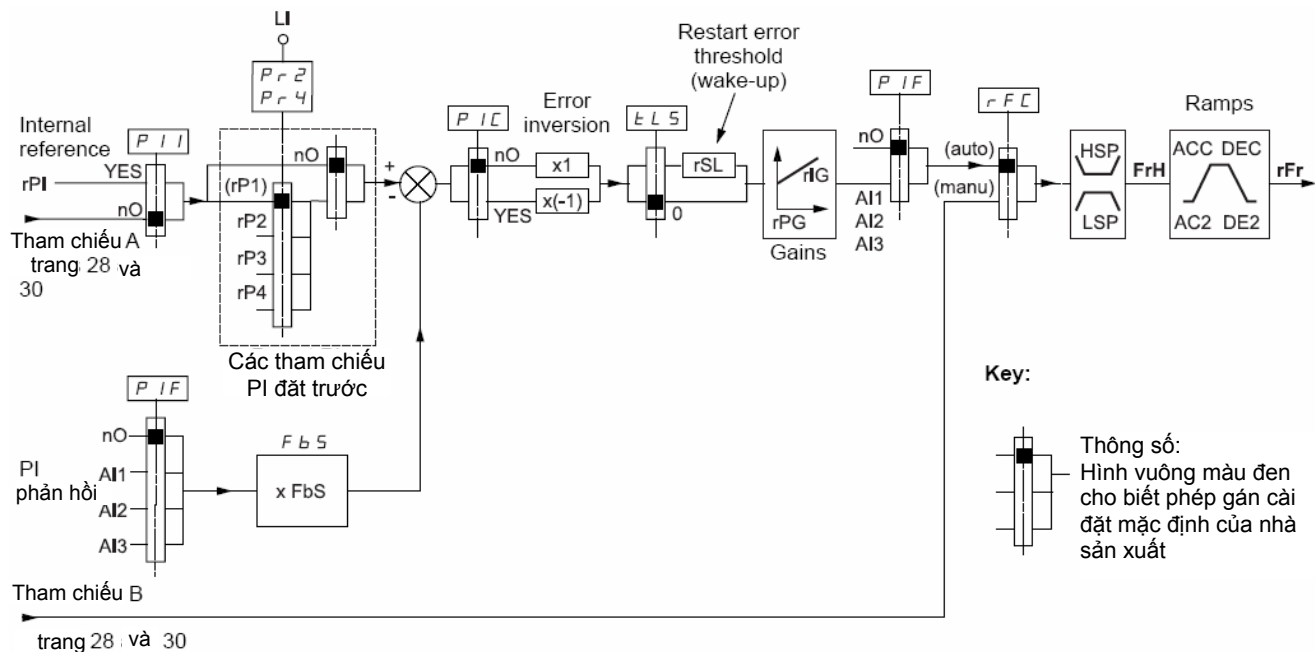 LI
Pr2
Pr4
Internal
reference
PII
YES
rPI
nO
Tham chiếu A
trang 28 và
30
(rP1)
rP2
rP3
rP4
nO
Các tham chiếu
PI đặt trước
+
-
PIC
nO
YES
Error
inversion
x1
x(-1)
tLS
0
Restart error
threshold
(wake-up)
rSL
rIG
rPG
Gains
PIF
nO
AI1
AI2
AI3
rFC
(auto)
(manu)
HSP
LSP
FrH
Ramps
ACC DEC
AC2 DE2
rFr
PIF
nO
AI1
AI2
AI3
PI
phản hồi
FbS
x FbS
Key:
Thông số:
Hình vuông màu đen
cho biết phép gán cài
đặt mặc định của nhà
sản xuất
Tham chiếu B
trang 28 và 30